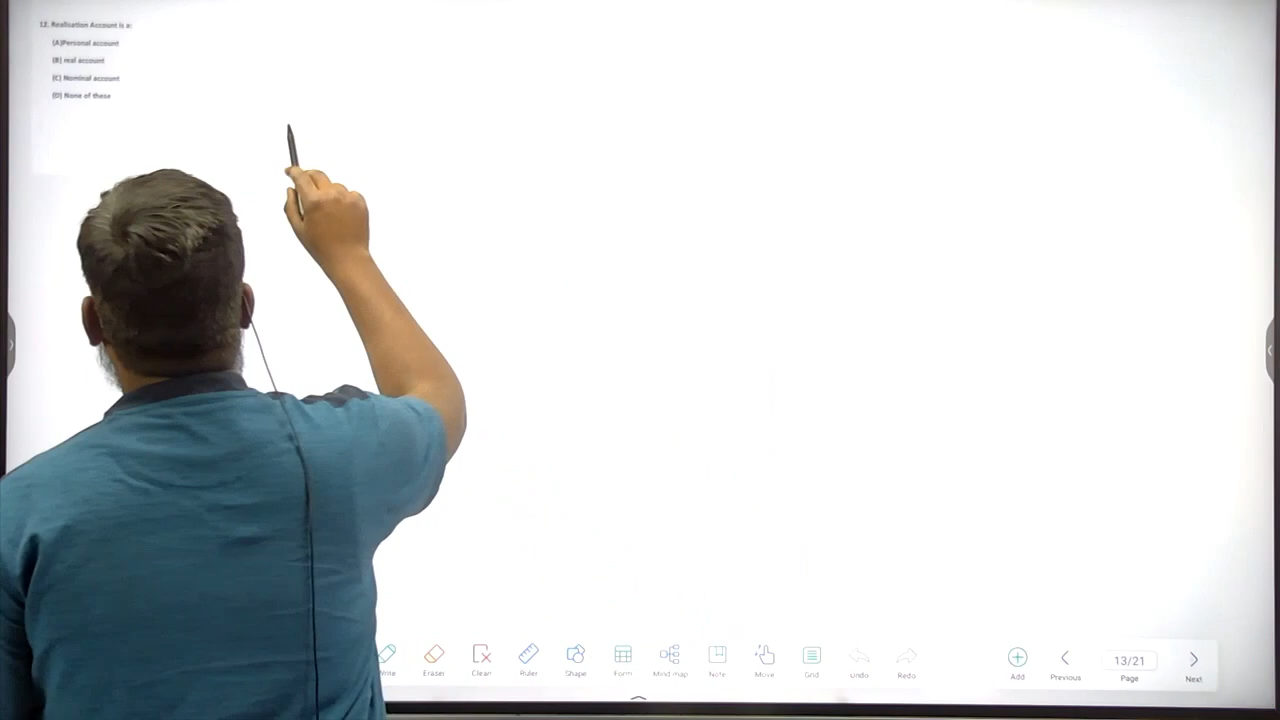 12. Realisation Account is a:
(A)Personal account
(B) real account
(C) Nominal account
(D) None of these
Write
Eraser
Clean
Ruler
Shape
Form
Mind map
Note
Move
Grid
Undo
Redo
Add
Previous
13/21
Page
Next